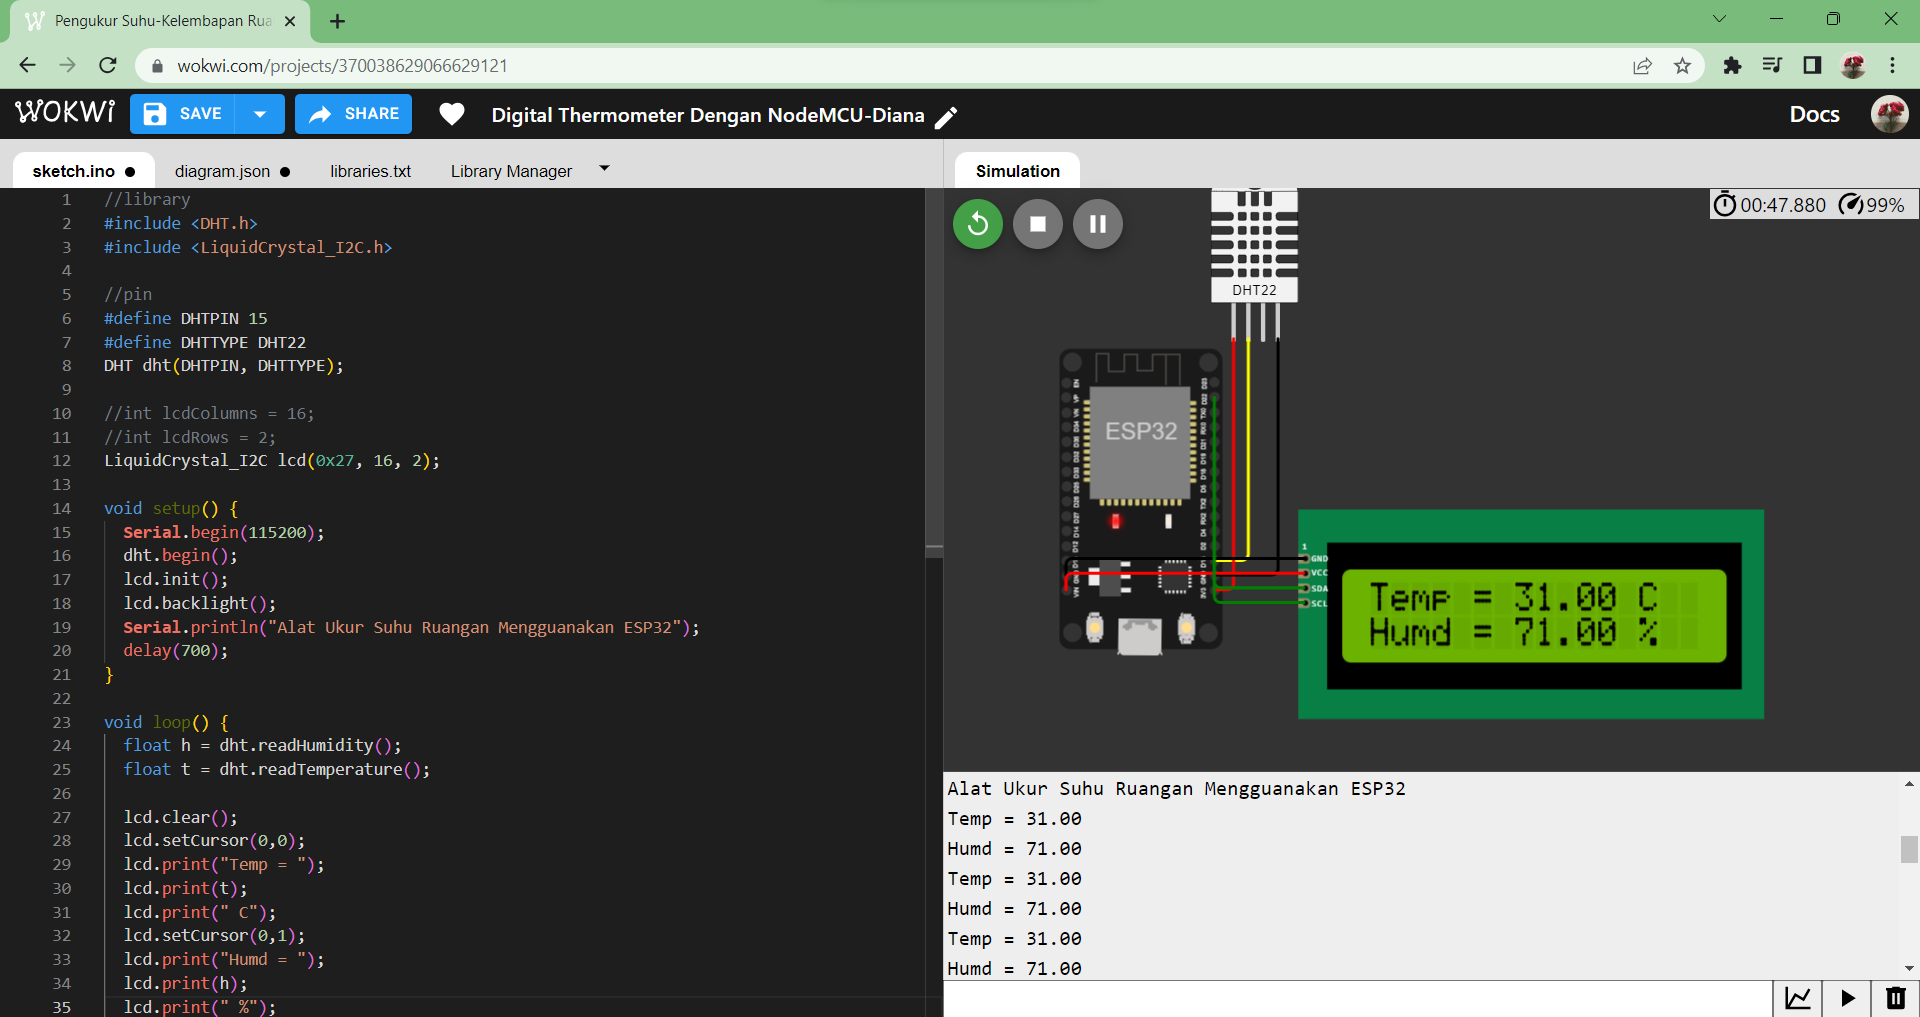 Pengukur Suhu-Kelembapan Rua
wokwi.com/projects/370038629066629121
WOKWI
SAVE
SHARE
Digital Thermometer Dengan NodeMCU-Diana
Docs
sketch.ino
diagram.json
libraries.txt
Library Manager
1 //library
2 #include <DHT.h>
3 #include <LiquidCrystal_I2C.h>
4
5 //pin
6 #define DHTPIN 15
7 #define DHTTYPE DHT22
8 DHT dht(DHTPIN, DHTTYPE);
9
10 //int lcdColumns = 16;
11 //int lcdRows = 2;
12 LiquidCrystal_I2C lcd(0x27, 16, 2);
13
14 void setup() {
15 Serial.begin(115200);
16 dht.begin();
17 lcd.init();
18 lcd.backlight();
19 Serial.println("Alat Ukur Suhu Ruangan Mengguanakan ESP32");
20 delay(700);
21 }
22
23 void loop() {
24 float h = dht.readHumidity();
25 float t = dht.readTemperature();
26
27 lcd.clear();
28 lcd.setCursor(0,0);
29 lcd.print("Temp = ");
30 lcd.print(t);
31 lcd.print(" C");
32 lcd.setCursor(0,1);
33 lcd.print("Humd = ");
34 lcd.print(h);
35 lcd.print(" %");
Simulation
00:47.880 99%
DHT22
ESP32
1
GND
VCC
SDA
SCL
Temp = 31.00 C
Humd = 71.00 %
Alat Ukur Suhu Ruangan Mengguanakan ESP32
Temp = 31.00
Humd = 71.00
Temp = 31.00
Humd = 71.00
Temp = 31.00
Humd = 71.00